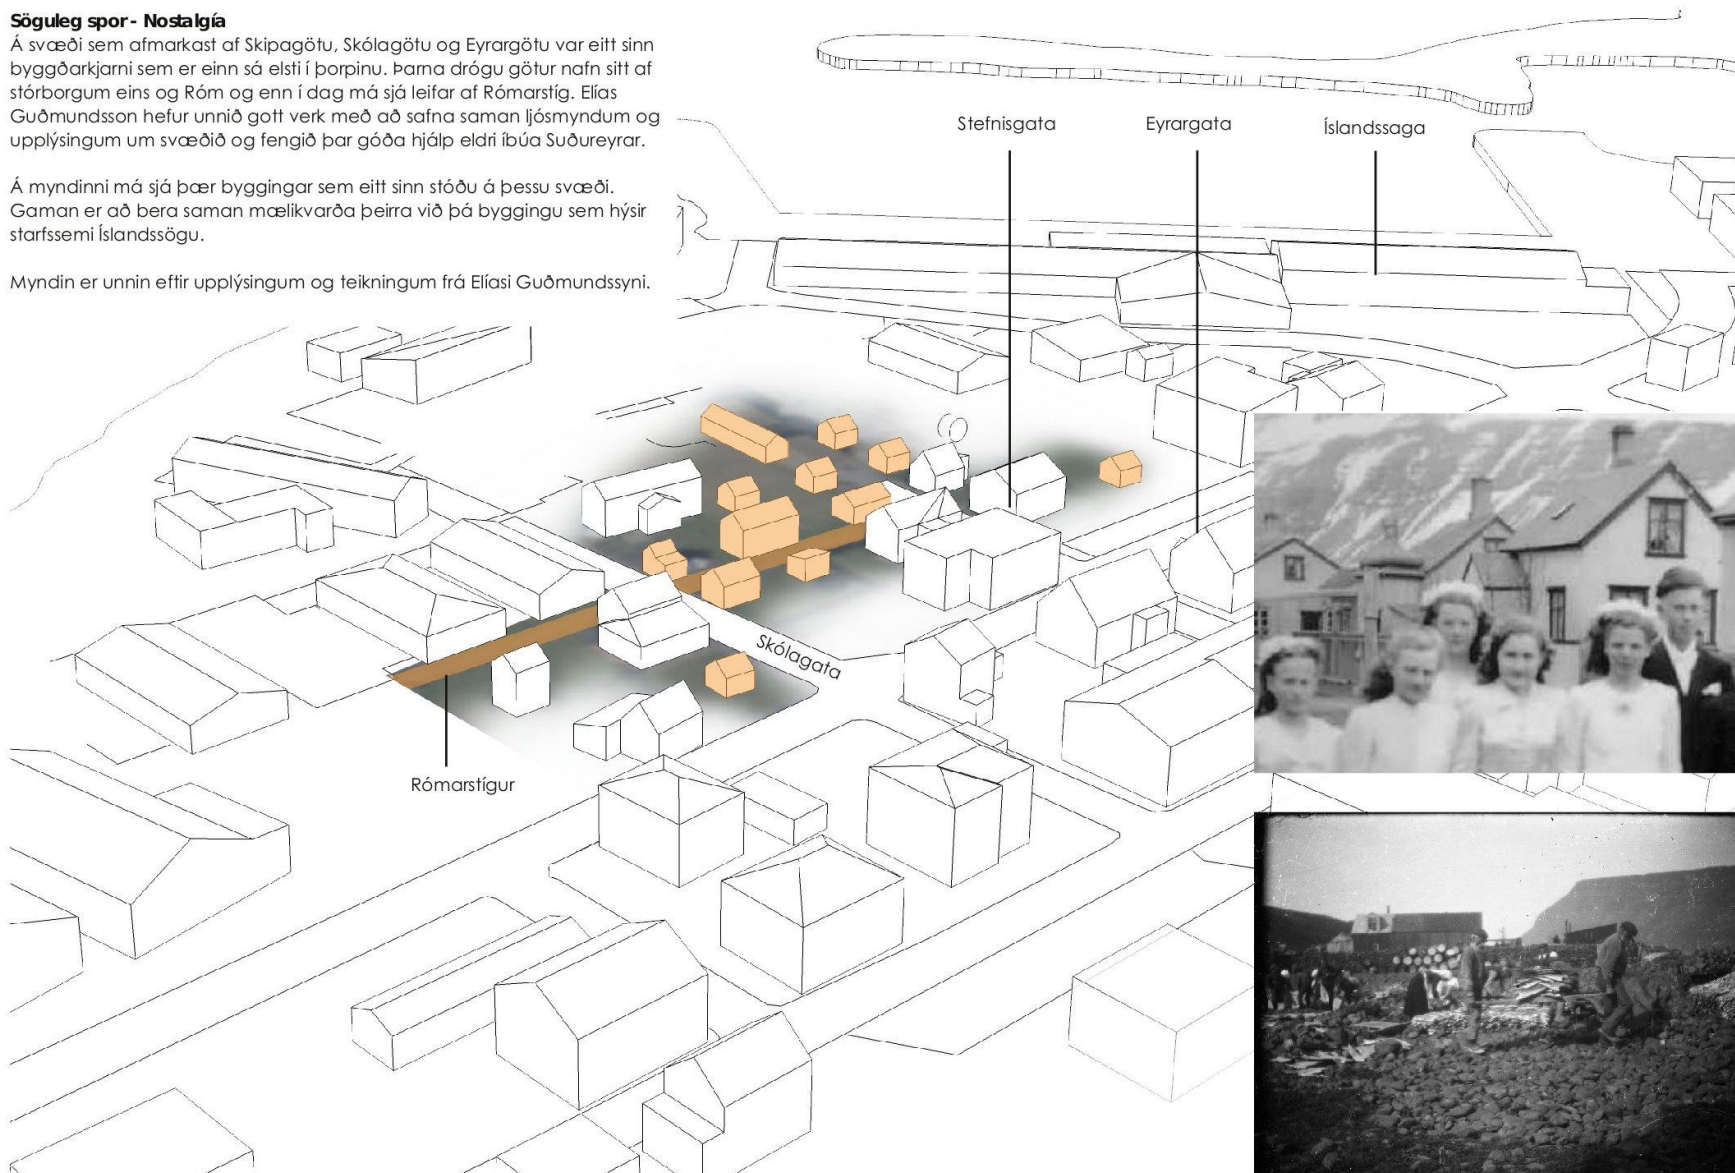 Söguleg spor - Nostalgía
Á svæði sem afmarkast af Skipagötu, Skólagötu og Eyrargötu var eitt sinn
byggðarkjarni sem er einn sá elsti í þorpinu. Þarna drógu götur nafn sitt af
stórborgum eins og Róm og enn í dag má sjá leifar af Rómarstíg. Elías
Guðmundsson hefur unnið gott verk með að safna saman ljósmyndum og
upplýsingum um svæðið og fengið þar góða hjálp eldri íbúa Suðureyrar.
Á myndinni má sjá þær byggingar sem eitt sinn stóðu á þessu svæði.
Gaman er að bera saman mælikvarða þeirra við þá byggingu sem hýsir
starfssemi Íslandssögu.
Myndin er unnin eftir upplýsingum og teikningum frá Elíasi Guðmundssyni.
Stefnisgata
Eyrargata
Íslandssaga
Skólagata
Rómarstígur